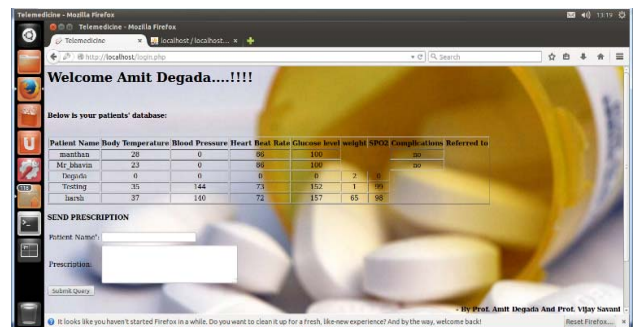 Telemedicine - Mozilla Firefox
13:19
Telemedicine - Mozilla Firefox
Telemedicine × localhost / localhost... ×
http://localhost/login.php
Search
Welcome Amit Degada....!!!!
Below is your patients' database:
Patient Name Body Temperature Blood Pressure Heart Beat Rate Glucose level weight SPO2 Complications Referred to
manthan 28 0 86 100 no
Mr_bhavin 23 0 86 100 no
Degada 0 0 0 0 2 0
Testing 35 144 73 152 1 99
harsh 37 140 72 157 65 98
SEND PRESCRIPTION
Patient Name*:
Prescription:
Submit Query
- By Prof. Amit Degada And Prof. Vijay Savani
It looks like you haven't started Firefox in a while. Do you want to clean it up for a fresh, like-new experience? And by the way, welcome back! Reset Firefox... ×